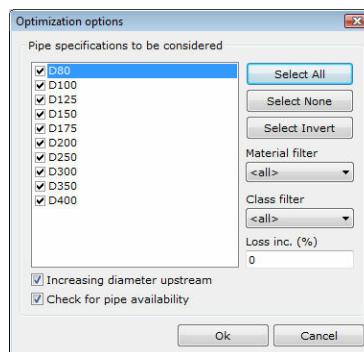 Optimization options
Pipe specifications to be considered
D80
D100
D125
D150
D175
D200
D250
D300
D350
D400
Select All
Select None
Select Invert
Material filter
<all>
Class filter
<all>
Loss inc. (%)
0
Increasing diameter upstream
Check for pipe availability
Ok
Cancel